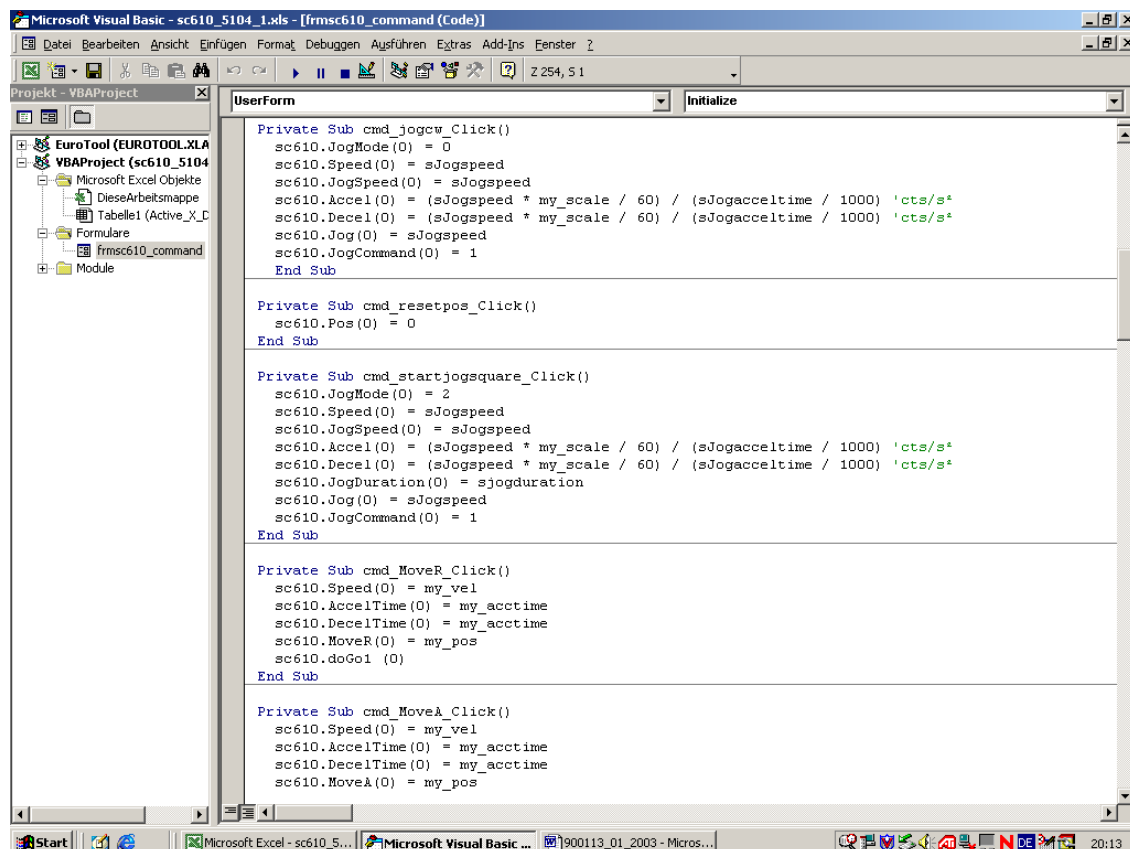 Microsoft Visual Basic - sc610_5104_1.xls - [frmsc610_command (Code)]
Datei Bearbeiten Ansicht Einfügen Format Debuggen Ausführen Extras Add-Ins Fenster ?
Z 254, S 1
Projekt - VBAProject
EuroTool (EUROTOOL.XLA
VBAProject (sc610_5104
Microsoft Excel Objekte
DieseArbeitsmappe
Tabelle1 (Active_X_D
Formulare
frmsc610_command
Module
UserForm
Initialize
Private Sub cmd_jogcw_Click()
sc610.JogMode(0) = 0
sc610.Speed(0) = sJogspeed
sc610.JogSpeed(0) = sJogspeed
sc610.Accel(0) = (sJogspeed * my_scale / 60) / (sJogacceltime / 1000) 'cts/s²
sc610.Decel(0) = (sJogspeed * my_scale / 60) / (sJogacceltime / 1000) 'cts/s²
sc610.Jog(0) = sJogspeed
sc610.JogCommand(0) = 1
End Sub
Private Sub cmd_resetpos_Click()
sc610.Pos(0) = 0
End Sub
Private Sub cmd_startjogsquare_Click()
sc610.JogMode(0) = 2
sc610.Speed(0) = sJogspeed
sc610.JogSpeed(0) = sJogspeed
sc610.Accel(0) = (sJogspeed * my_scale / 60) / (sJogacceltime / 1000) 'cts/s²
sc610.Decel(0) = (sJogspeed * my_scale / 60) / (sJogacceltime / 1000) 'cts/s²
sc610.JogDuration(0) = sjogduration
sc610.Jog(0) = sJogspeed
sc610.JogCommand(0) = 1
End Sub
Private Sub cmd_MoveR_Click()
sc610.Speed(0) = my_vel
sc610.AccelTime(0) = my_acctime
sc610.DecelTime(0) = my_acctime
sc610.MoveR(0) = my_pos
sc610.doGo1 (0)
End Sub
Private Sub cmd_MoveA_Click()
sc610.Speed(0) = my_vel
sc610.AccelTime(0) = my_acctime
sc610.DecelTime(0) = my_acctime
sc610.MoveA(0) = my_pos
Start
Microsoft Excel - sc610_5...
Microsoft Visual Basic ...
900113_01_2003 - Micros...
N
DE
20:13